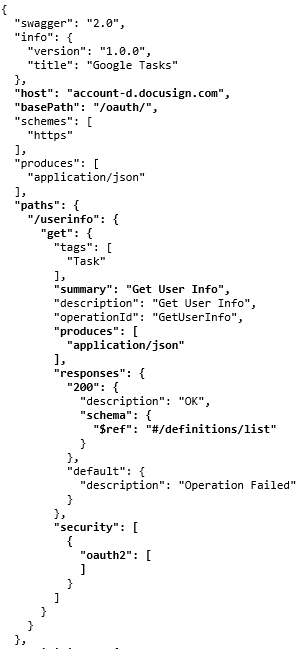 {
  "swagger": "2.0",
  "info": {
    "version": "1.0.0",
    "title": "Google Tasks"
  },
  "host": "account-d.docusign.com",
  "basePath": "/oauth/",
  "schemes": [
    "https"
  ],
  "produces": [
    "application/json"
  ],
  "paths": {
    "/userinfo": {
      "get": {
        "tags": [
          "Task"
        ],
        "summary": "Get User Info",
        "description": "Get User Info",
        "operationId": "GetUserInfo",
        "produces": [
          "application/json"
        ],
        "responses": {
          "200": {
            "description": "OK",
            "schema": {
              "$ref": "#/definitions/list"
            }
          },
          "default": {
            "description": "Operation Failed"
          }
        },
        "security": [
          {
            "oauth2": [
            ]
          }
        ]
      }
    }
  },